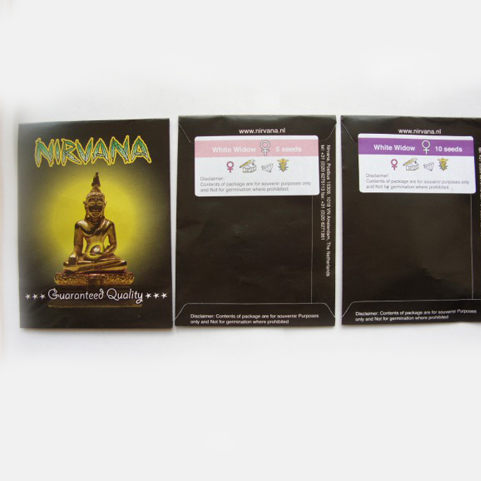 NIRVANA
★★★ Guaranteed Quality ★★★
www.nirvana.nl
White Widow ♀ 5 seeds
Disclaimer:
Contents of package are for souvenir purposes only
and Not for germination where prohibited
Disclaimer: Contents of package are for souvenir Purposes
only and Not for germination where prohibited
www.nirvana.nl
White Widow ♀ 10 seeds
Disclaimer:
Contents of package are for souvenir purposes only
and Not for germination where prohibited
Disclaimer: Contents of package are for souvenir Purposes
only and Not for germination where prohibited